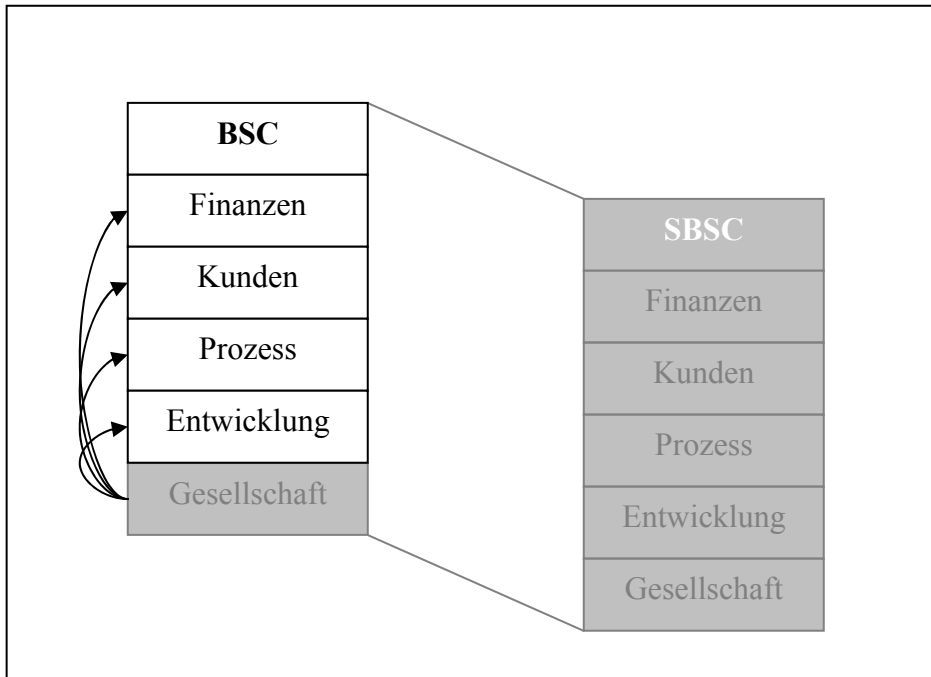 BSC
Finanzen
Kunden
Prozess
Entwicklung
Gesellschaft
SBSC
Finanzen
Kunden
Prozess
Entwicklung
Gesellschaft